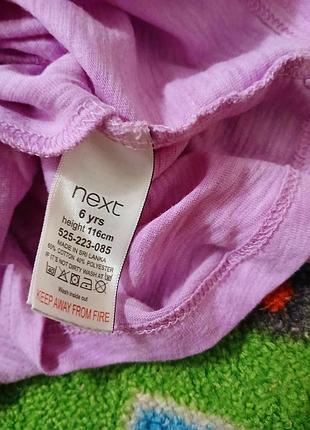 next
6 yrs
height 116cm
525-223-085
MADE IN SRI LANKA
60% COTTON 40% POLYESTER
IF IT'S NOT DIRTY WASH AT
Wash inside out
KEEP AWAY FROM FIRE